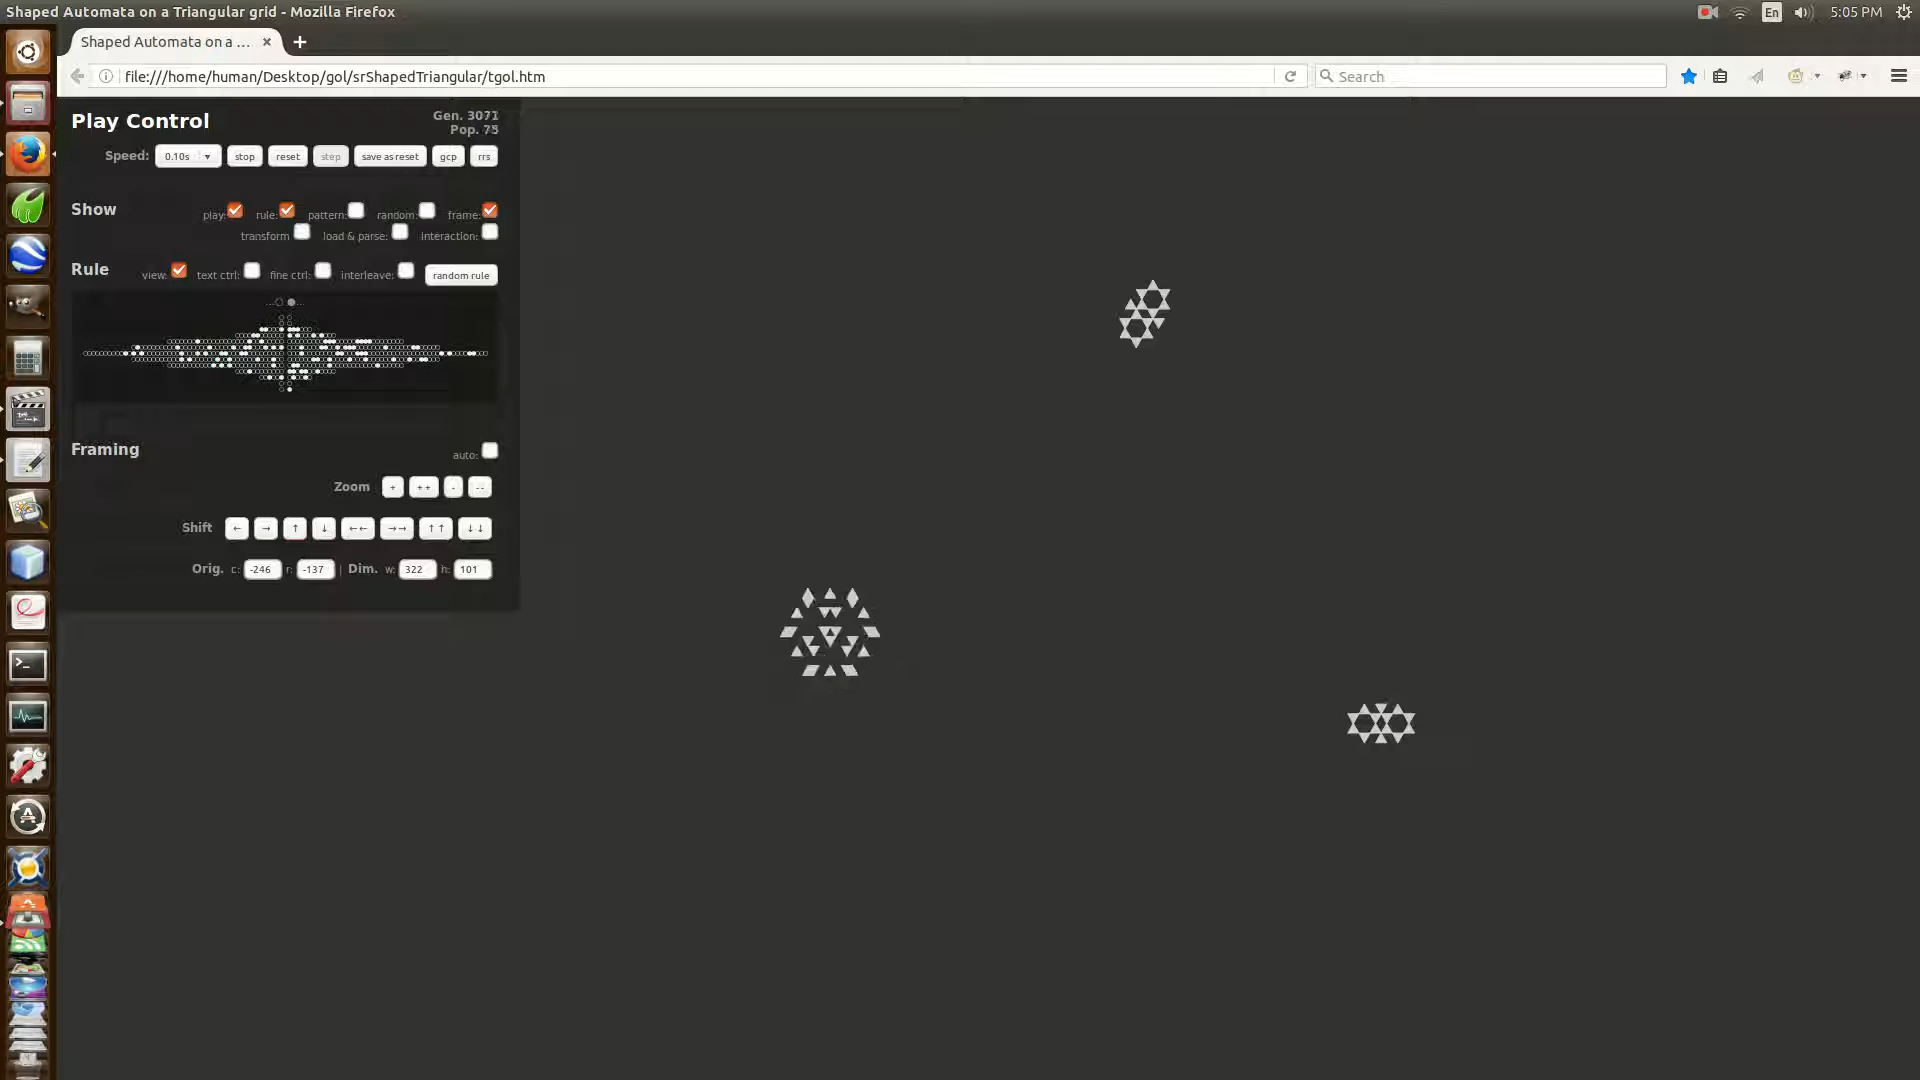 Shaped Automata on a Triangular grid - Mozilla Firefox
En
5:05 PM
Shaped Automata on a ...
file:///home/human/Desktop/gol/srShapedTriangular/tgol.htm
Search
Play Control
Gen. 3071
Pop. 75
Speed: 0.10s stop reset step save as reset gcp rrs
Show
play: rule: pattern: random: frame:
transform load & parse: interaction:
Rule
view: text ctrl: fine ctrl: interleave: random rule
Framing
auto:
Zoom + ++ - --
Shift ← → ↑ ↓ ←← →→ ↑↑ ↓↓
Orig. c: -246 r: -137 | Dim. w: 322 h: 101